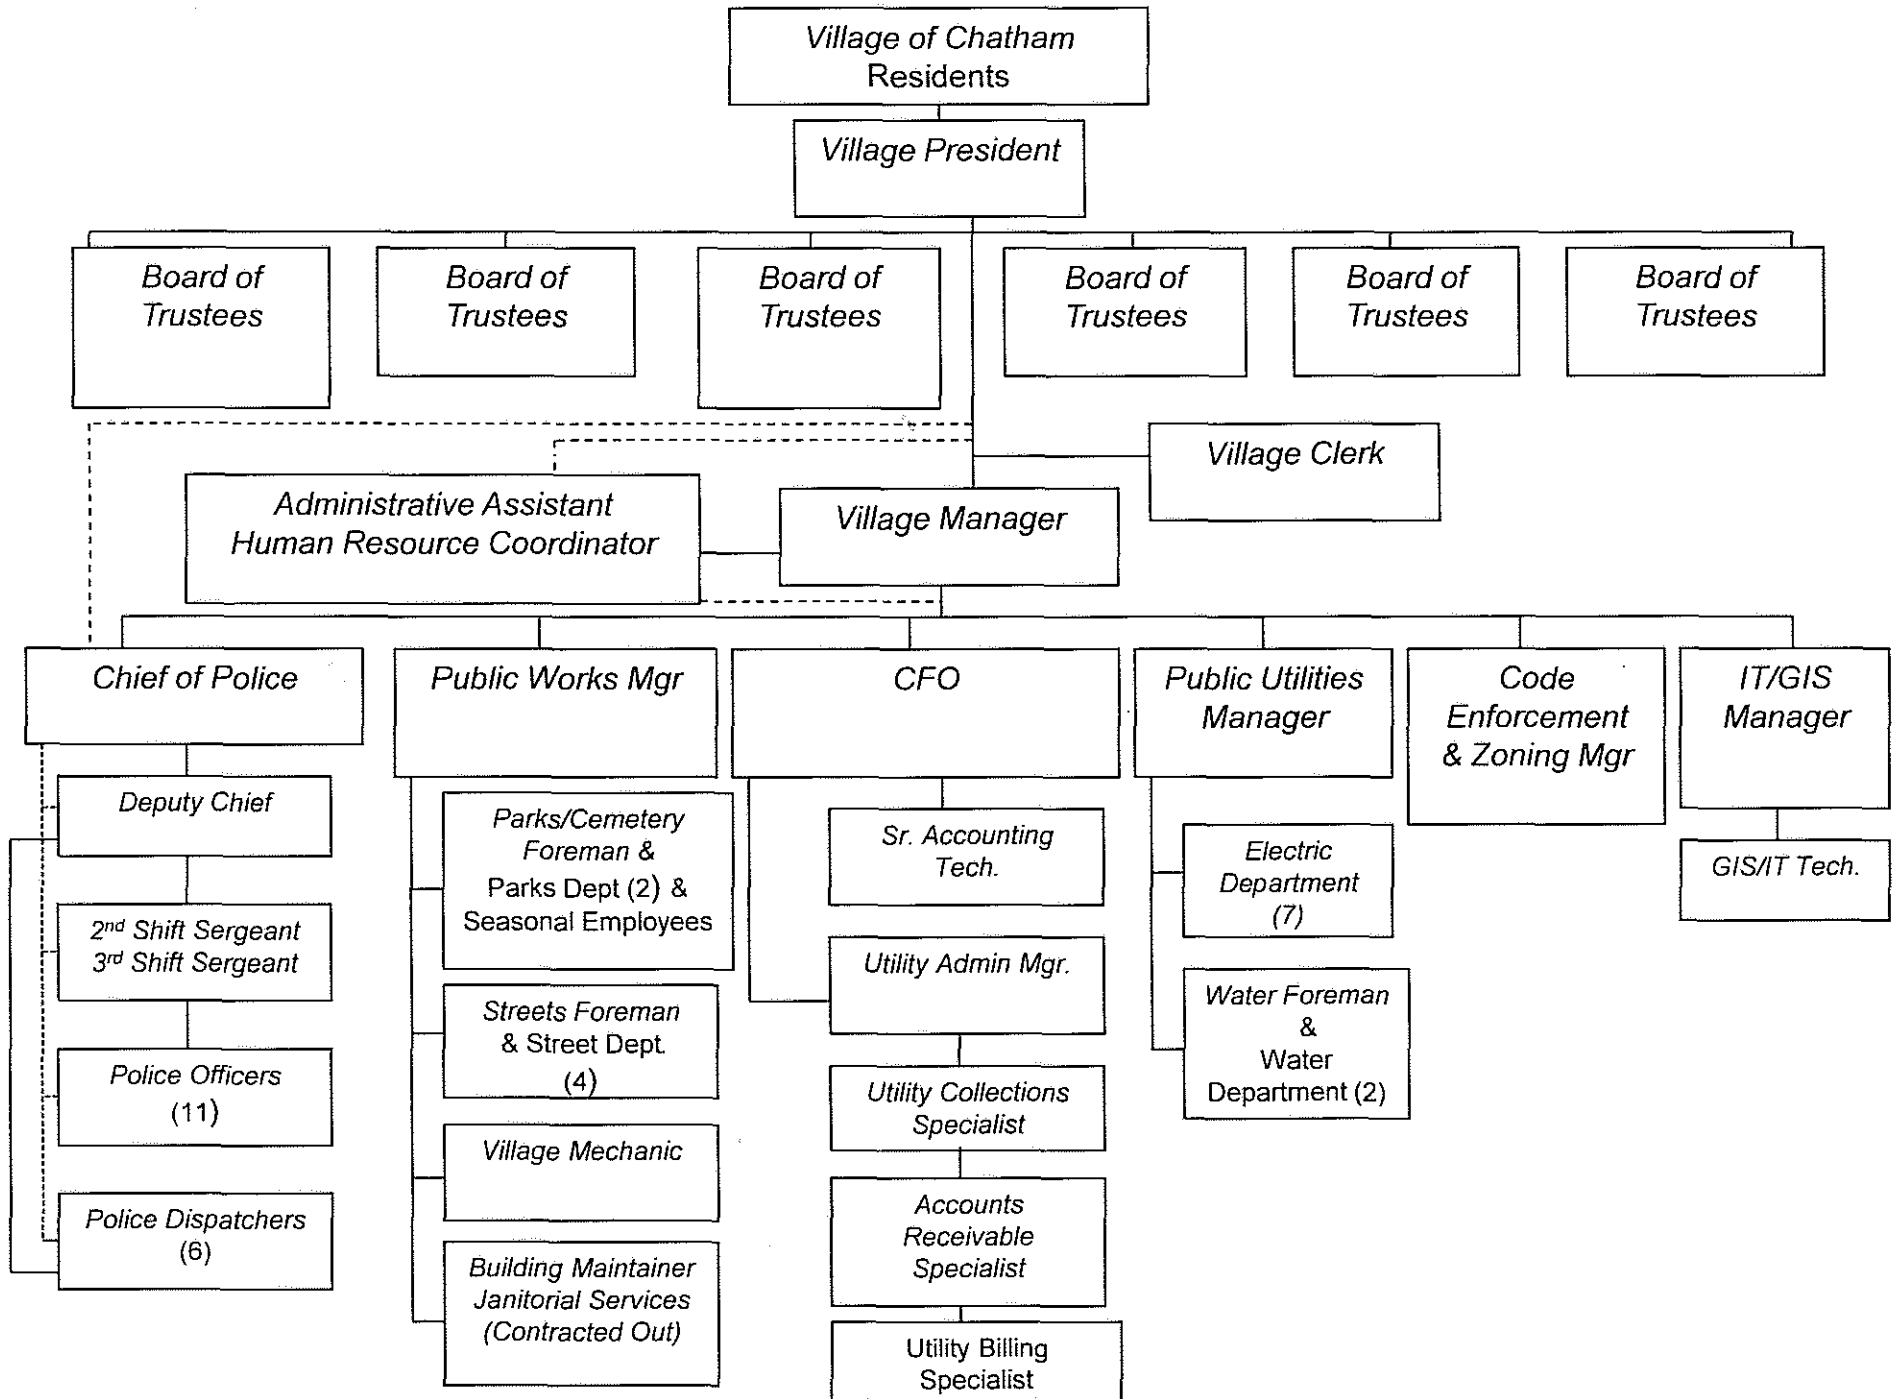 Village of Chatham
Residents
Village President
Board of
Trustees
Board of
Trustees
Board of
Trustees
Board of
Trustees
Board of
Trustees
Board of
Trustees
Village Clerk
Administrative Assistant
Human Resource Coordinator
Village Manager
Chief of Police
Public Works Mgr
CFO
Public Utilities
Manager
Code
Enforcement
& Zoning Mgr
IT/GIS
Manager
Deputy Chief
2nd Shift Sergeant
3rd Shift Sergeant
Police Officers
(11)
Police Dispatchers
(6)
Parks/Cemetery
Foreman &
Parks Dept (2) &
Seasonal Employees
Streets Foreman
& Street Dept.
(4)
Village Mechanic
Building Maintainer
Janitorial Services
(Contracted Out)
Sr. Accounting
Tech.
Utility Admin Mgr.
Utility Collections
Specialist
Accounts
Receivable
Specialist
Utility Billing
Specialist
Electric
Department
(7)
Water Foreman
&
Water
Department (2)
GIS/IT Tech.